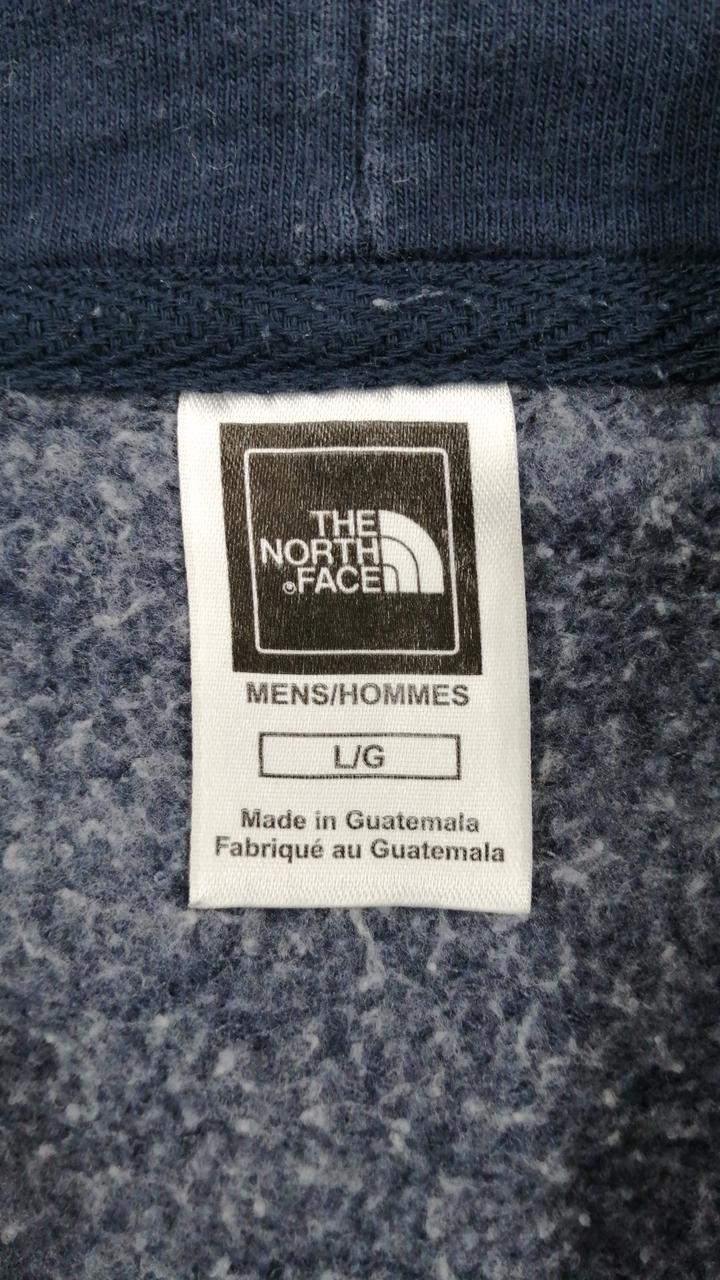 THE
NORTH
®FACE
MENS/HOMMES
L/G
Made in Guatemala
Fabriqué au Guatemala